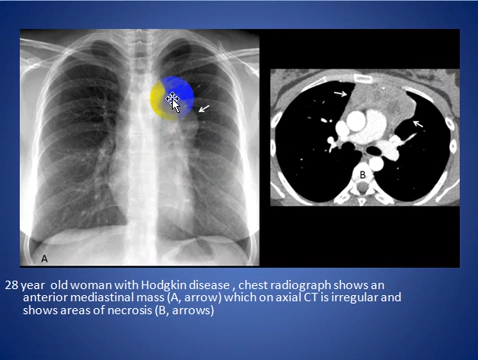 A
B
28 year old woman with Hodgkin disease , chest radiograph shows an
anterior mediastinal mass (A, arrow) which on axial CT is irregular and
shows areas of necrosis (B, arrows)